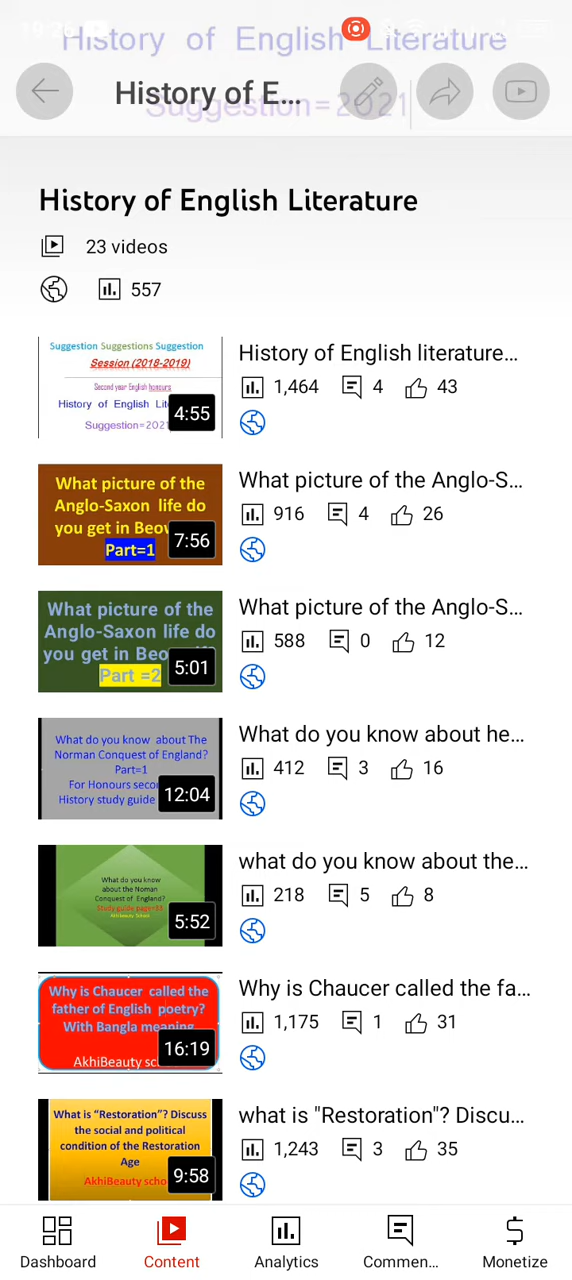 19:26
History of English Literature
History of E...
Suggestion=2021
History of English Literature
23 videos
557
Suggestion Suggestions Suggestion
Session (2018-2019)
Second year English honours
History of English Lit
Suggestion=2021
4:55
History of English literature...
1,464 4 43
What picture of the
Anglo-Saxon life do
you get in Beow
Part=1
7:56
What picture of the Anglo-S...
916 4 26
What picture of the
Anglo-Saxon life do
you get in Beo
Part =2
5:01
What picture of the Anglo-S...
588 0 12
What do you know about The
Norman Conquest of England?
Part=1
For Honours seco
History study guide
12:04
What do you know about he...
412 3 16
What do you know
about the Noman
Conquest of England?
Study guide page=33
AkhiBeauty School
5:52
what do you know about the...
218 5 8
Why is Chaucer called the
father of English poetry?
With Bangla meaning
AkhiBeauty sc
16:19
Why is Chaucer called the fa...
1,175 1 31
What is “Restoration”? Discuss
the social and political
condition of the Restoration
Age
AkhiBeauty scho
9:58
what is "Restoration"? Discu...
1,243 3 35
Dashboard
Content
Analytics
Commen...
Monetize